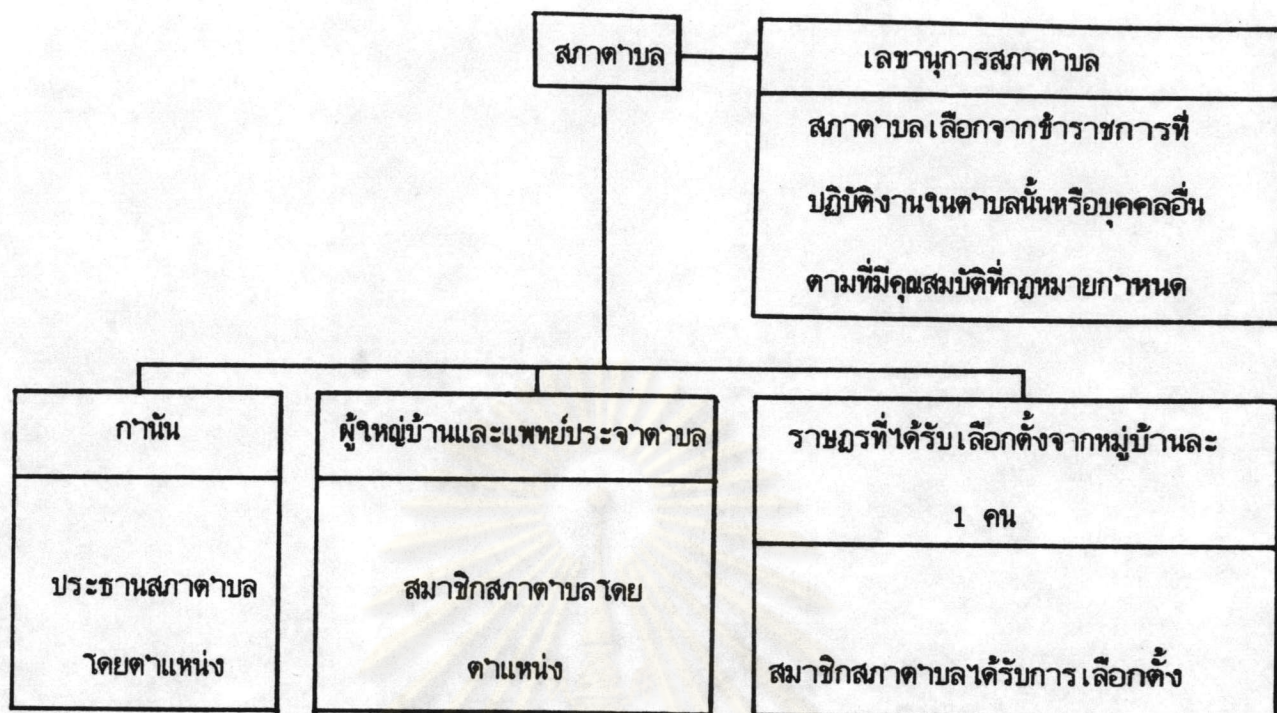 สภาตำบล
เลขานุการสภาตำบล
สภาตำบลเลือกจากข้าราชการที่
ปฏิบัติงานในตำบลนั้นหรือบุคคลอื่น
ตามที่มีคุณสมบัติที่กฎหมายกำหนด
กำนัน
ประธานสภาตำบล
โดยตำแหน่ง
ผู้ใหญ่บ้านและแพทย์ประจำตำบล
สมาชิกสภาตำบลโดย
ตำแหน่ง
ราษฎรที่ได้รับเลือกตั้งจากหมู่บ้านละ
1 คน
สมาชิกสภาตำบลได้รับการเลือกตั้ง